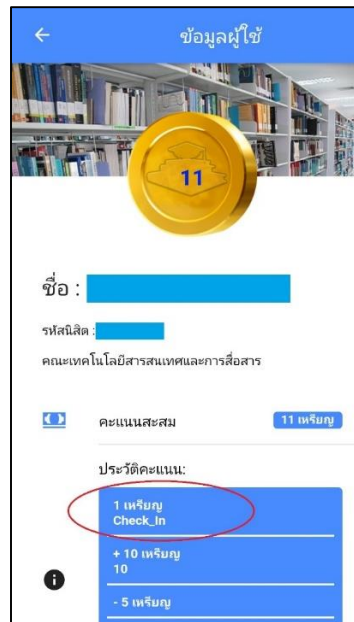 ข้อมูลผู้ใช้
11
ชื่อ :
รหัสนิสิต :
คณะเทคโนโลยีสารสนเทศและการสื่อสาร
คะแนนสะสม 11 เหรียญ
ประวัติคะแนน:
1 เหรียญ
Check_In
+ 10 เหรียญ
10
- 5 เหรียญ